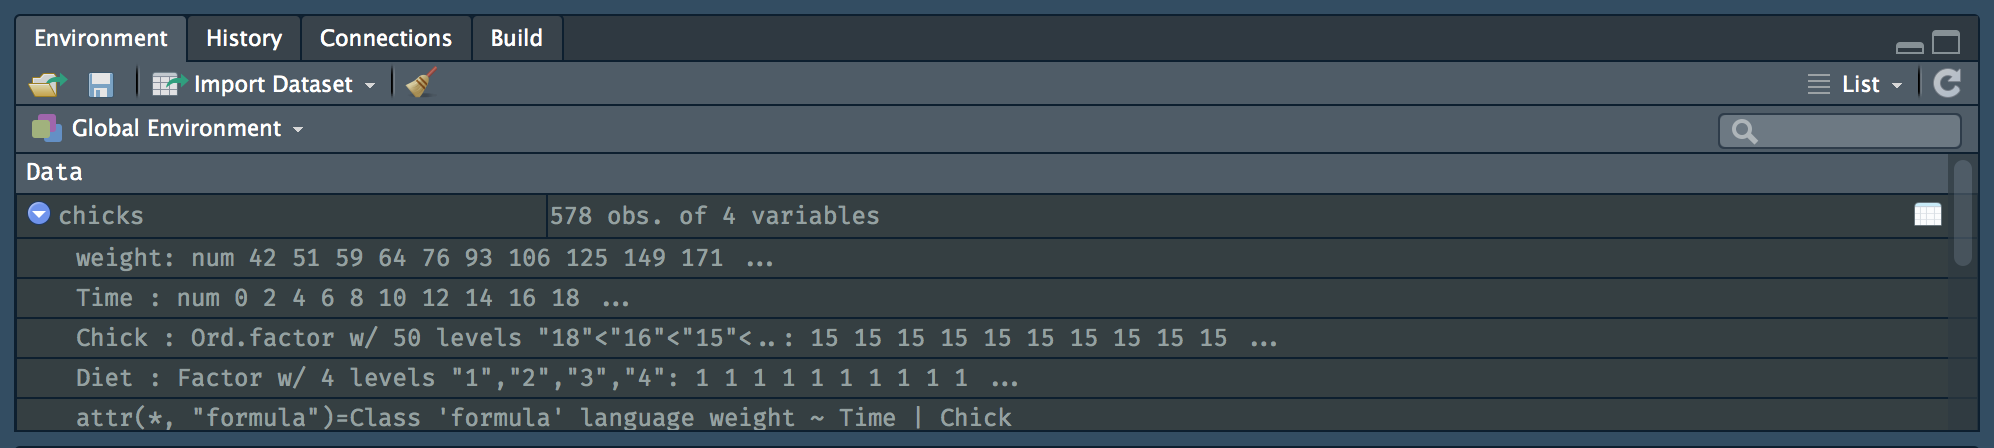 Environment History Connections Build
Import Dataset List
Global Environment
Data
chicks 578 obs. of 4 variables
weight: num 42 51 59 64 76 93 106 125 149 171 ...
Time : num 0 2 4 6 8 10 12 14 16 18 ...
Chick : Ord.factor w/ 50 levels "18"<"16"<"15"<..: 15 15 15 15 15 15 15 15 15 15 ...
Diet : Factor w/ 4 levels "1","2","3","4": 1 1 1 1 1 1 1 1 1 1 ...
attr(*, "formula")=Class 'formula' language weight ~ Time | Chick